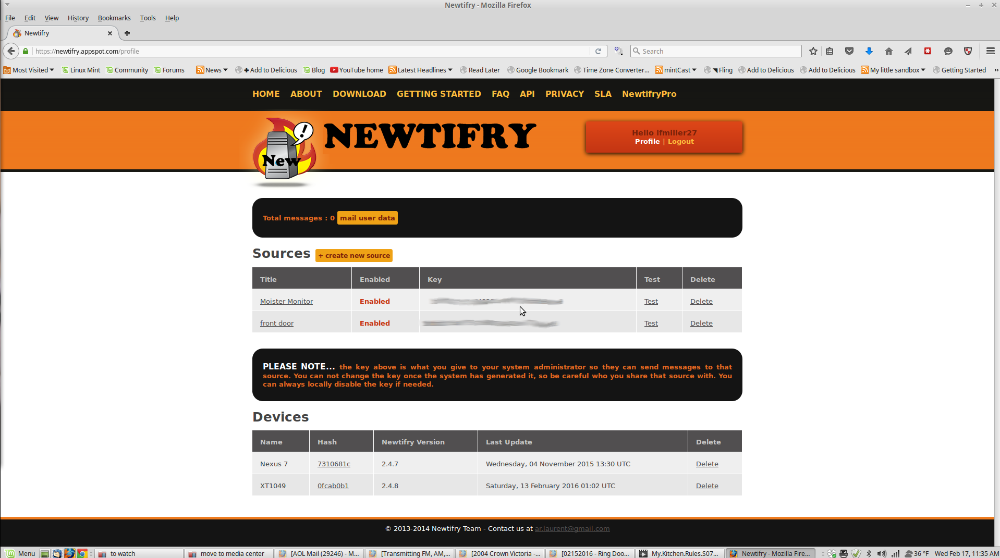 Newtifry - Mozilla Firefox
File Edit View History Bookmarks Tools Help
Newtifry
https://newtifry.appspot.com/profile
Search
Most Visited Linux Mint Community Forums News Add to Delicious Blog YouTube home Latest Headlines Read Later Google Bookmark Time Zone Converter... mintCast Fling Add to Delicious Add to Delicious My little sandbox Getting Started »
HOME ABOUT DOWNLOAD GETTING STARTED FAQ API PRIVACY SLA NewtifryPro
!
New
NEWTIFRY
Hello lfmiller27
Profile | Logout
Total messages : 0 mail user data
Sources + create new source
Title Enabled Key Test Delete
Moister Monitor Enabled Test Delete
front door Enabled Test Delete
PLEASE NOTE... the key above is what you give to your system administrator so they can send messages to that
source. You can not change the key once the system has generated it, so be careful who you share that source with. You
can always locally disable the key if needed.
Devices
Name Hash Newtifry Version Last Update Delete
Nexus 7 7310681c 2.4.7 Wednesday, 04 November 2015 13:30 UTC Delete
XT1049 0fcab0b1 2.4.8 Saturday, 13 February 2016 01:02 UTC Delete
© 2013-2014 Newtifry Team - Contact us at ar.laurent@gmail.com
Menu to watch move to media center [AOL Mail (29246) - M... [Transmitting FM, AM,... [2004 Crown Victoria -... [02152016 - Ring Doo... My.Kitchen.Rules.S07... Newtifry - Mozilla Fire... 36 °F Wed Feb 17, 11:35 AM